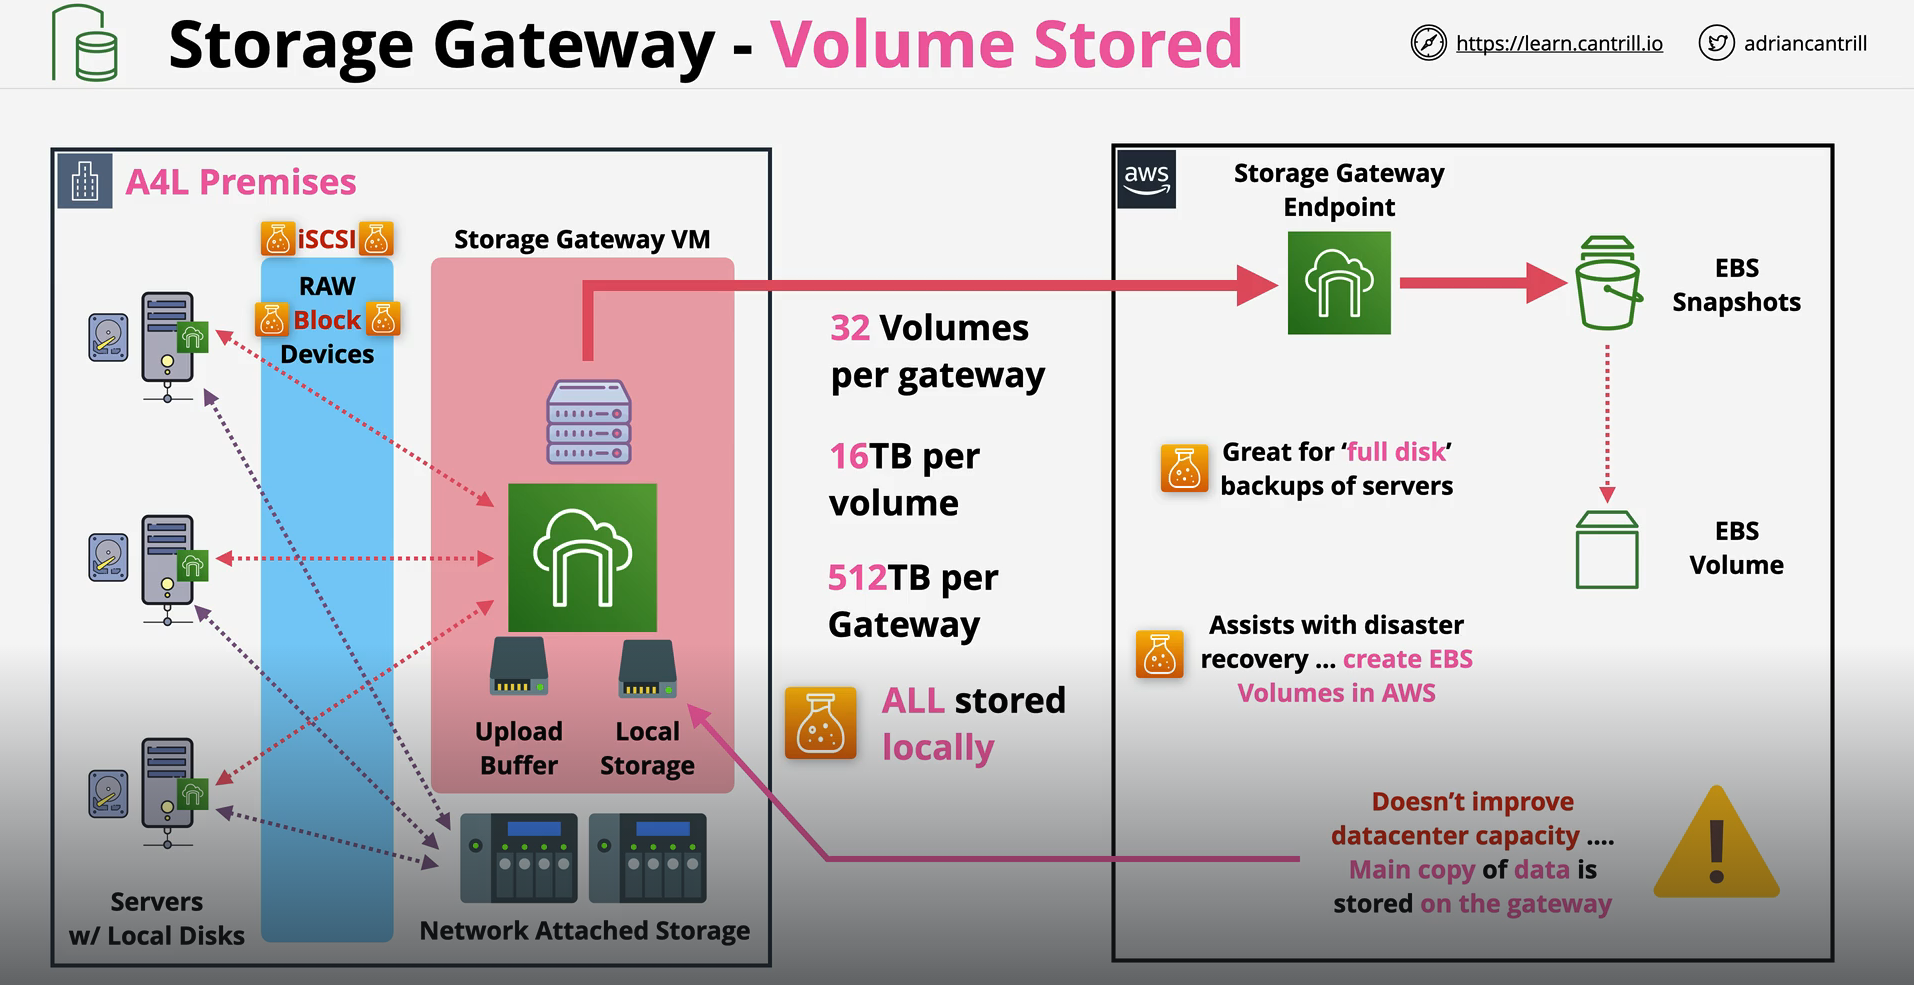 Storage Gateway - Volume Stored
https://learn.cantrill.io
adriancantrill
A4L Premises
iSCSI
RAW
Block
Devices
Storage Gateway VM
Upload
Buffer
Local
Storage
Servers
w/ Local Disks
Network Attached Storage
32 Volumes
per gateway
16TB per
volume
512TB per
Gateway
ALL stored
locally
aws
Storage Gateway
Endpoint
EBS
Snapshots
Great for ‘full disk’
backups of servers
EBS
Volume
Assists with disaster
recovery ... create EBS
Volumes in AWS
Doesn’t improve
datacenter capacity ....
Main copy of data is
stored on the gateway